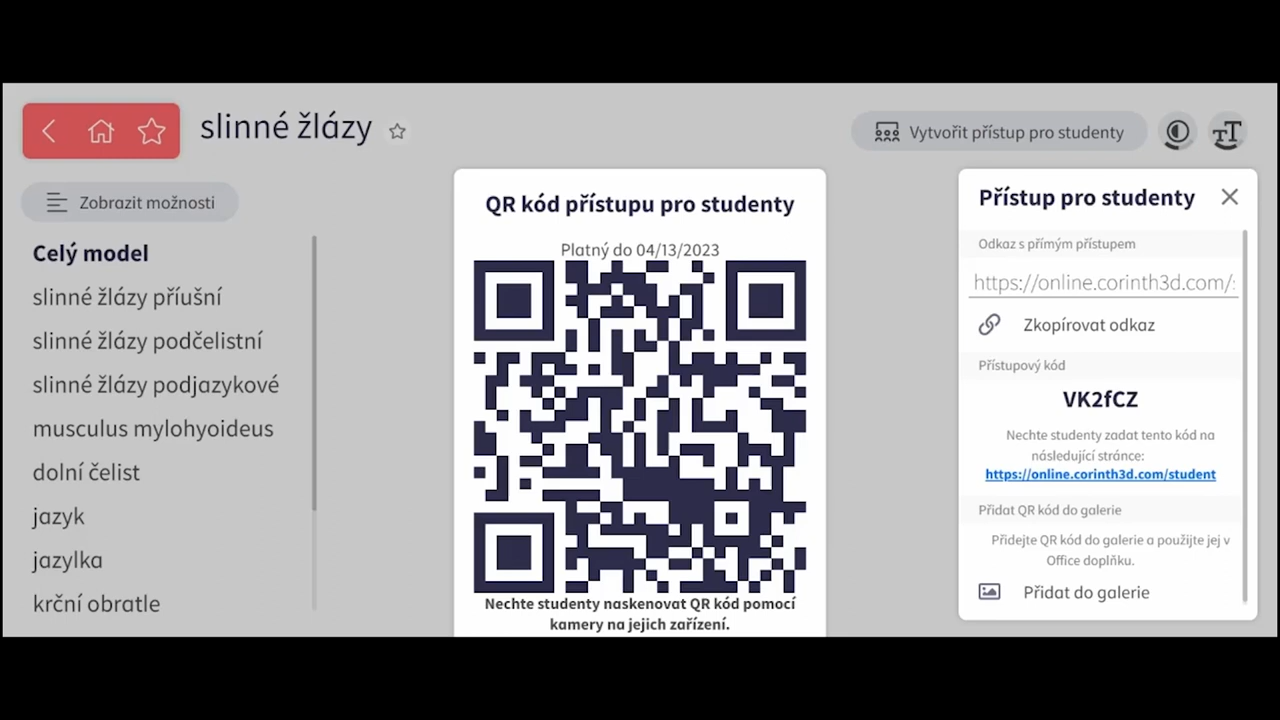 slinné žlázy
Vytvořit přístup pro studenty
Zobrazit možnosti
Celý model
slinné žlázy příušní
slinné žlázy podčelistní
slinné žlázy podjazykové
musculus mylohyoideus
dolní čelist
jazyk
jazylka
krční obratle
QR kód přístupu pro studenty
Platný do 04/13/2023
Nechte studenty naskenovat QR kód pomocí
kamery na jejich zařízení.
Přístup pro studenty
Odkaz s přímým přístupem
https://online.corinth3d.com/
Zkopírovat odkaz
Přístupový kód
VK2fCZ
Nechte studenty zadat tento kód na
následující stránce:
https://online.corinth3d.com/student
Přidat QR kód do galerie
Přidejte QR kód do galerie a použijte jej v
Office doplňku.
Přidat do galerie